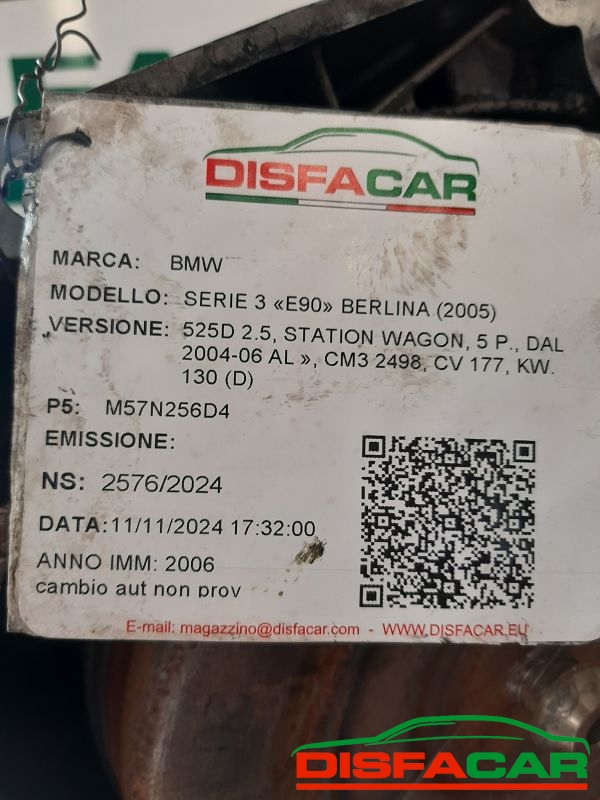 DISFACAR
MARCA: BMW
MODELLO: SERIE 3 «E90» BERLINA (2005)
VERSIONE: 525D 2.5, STATION WAGON, 5 P., DAL
2004-06 AL », CM3 2498, CV 177, KW.
130 (D)
P5: M57N256D4
EMISSIONE:
NS: 2576/2024
DATA:11/11/2024 17:32:00
ANNO IMM: 2006
cambio aut non prov
E-mail: magazzino@disfacar.com - WWW.DISFACAR.EU
DISFACAR